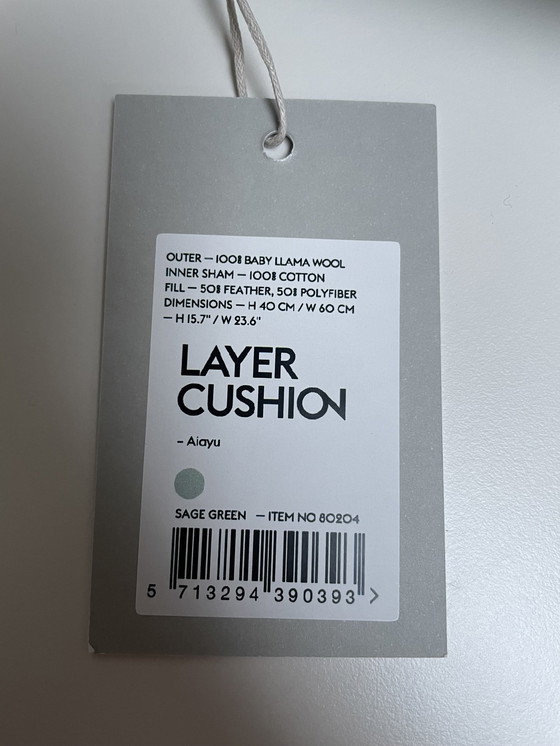 OUTER — 100% BABY LLAMA WOOL
INNER SHAM — 100% COTTON
FILL — 50% FEATHER, 50% POLYFIBER
DIMENSIONS — H 40 CM / W 60 CM
— H 15.7" / W 23.6"
LAYER
CUSHION
– Aiayu
SAGE GREEN — ITEM NO 80204
5 713294 390393 >